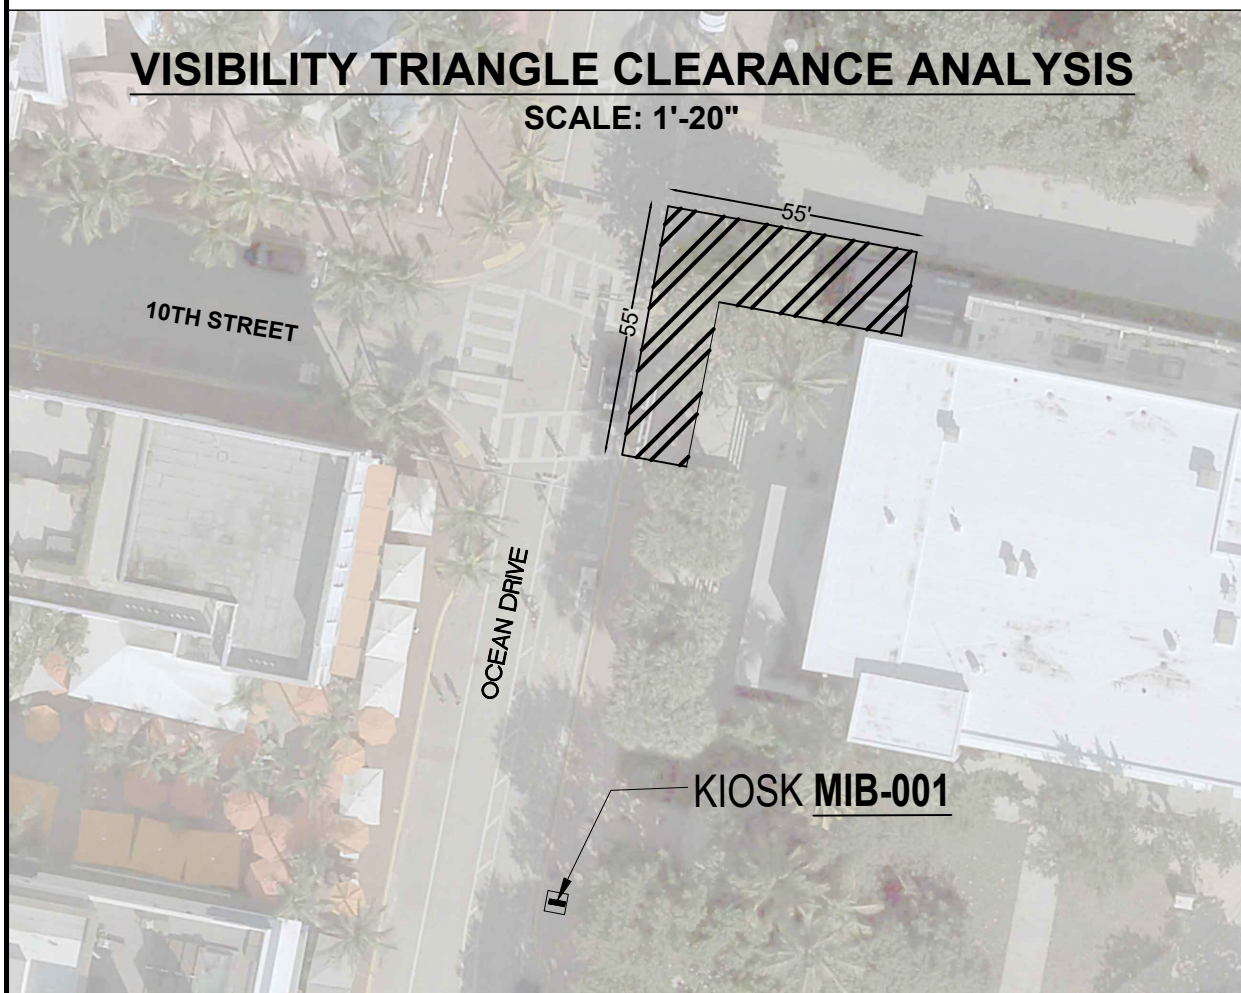 VISIBILITY TRIANGLE CLEARANCE ANALYSIS
SCALE: 1'-20"
55'
55'
10TH STREET
OCEAN DRIVE
KIOSK MIB-001